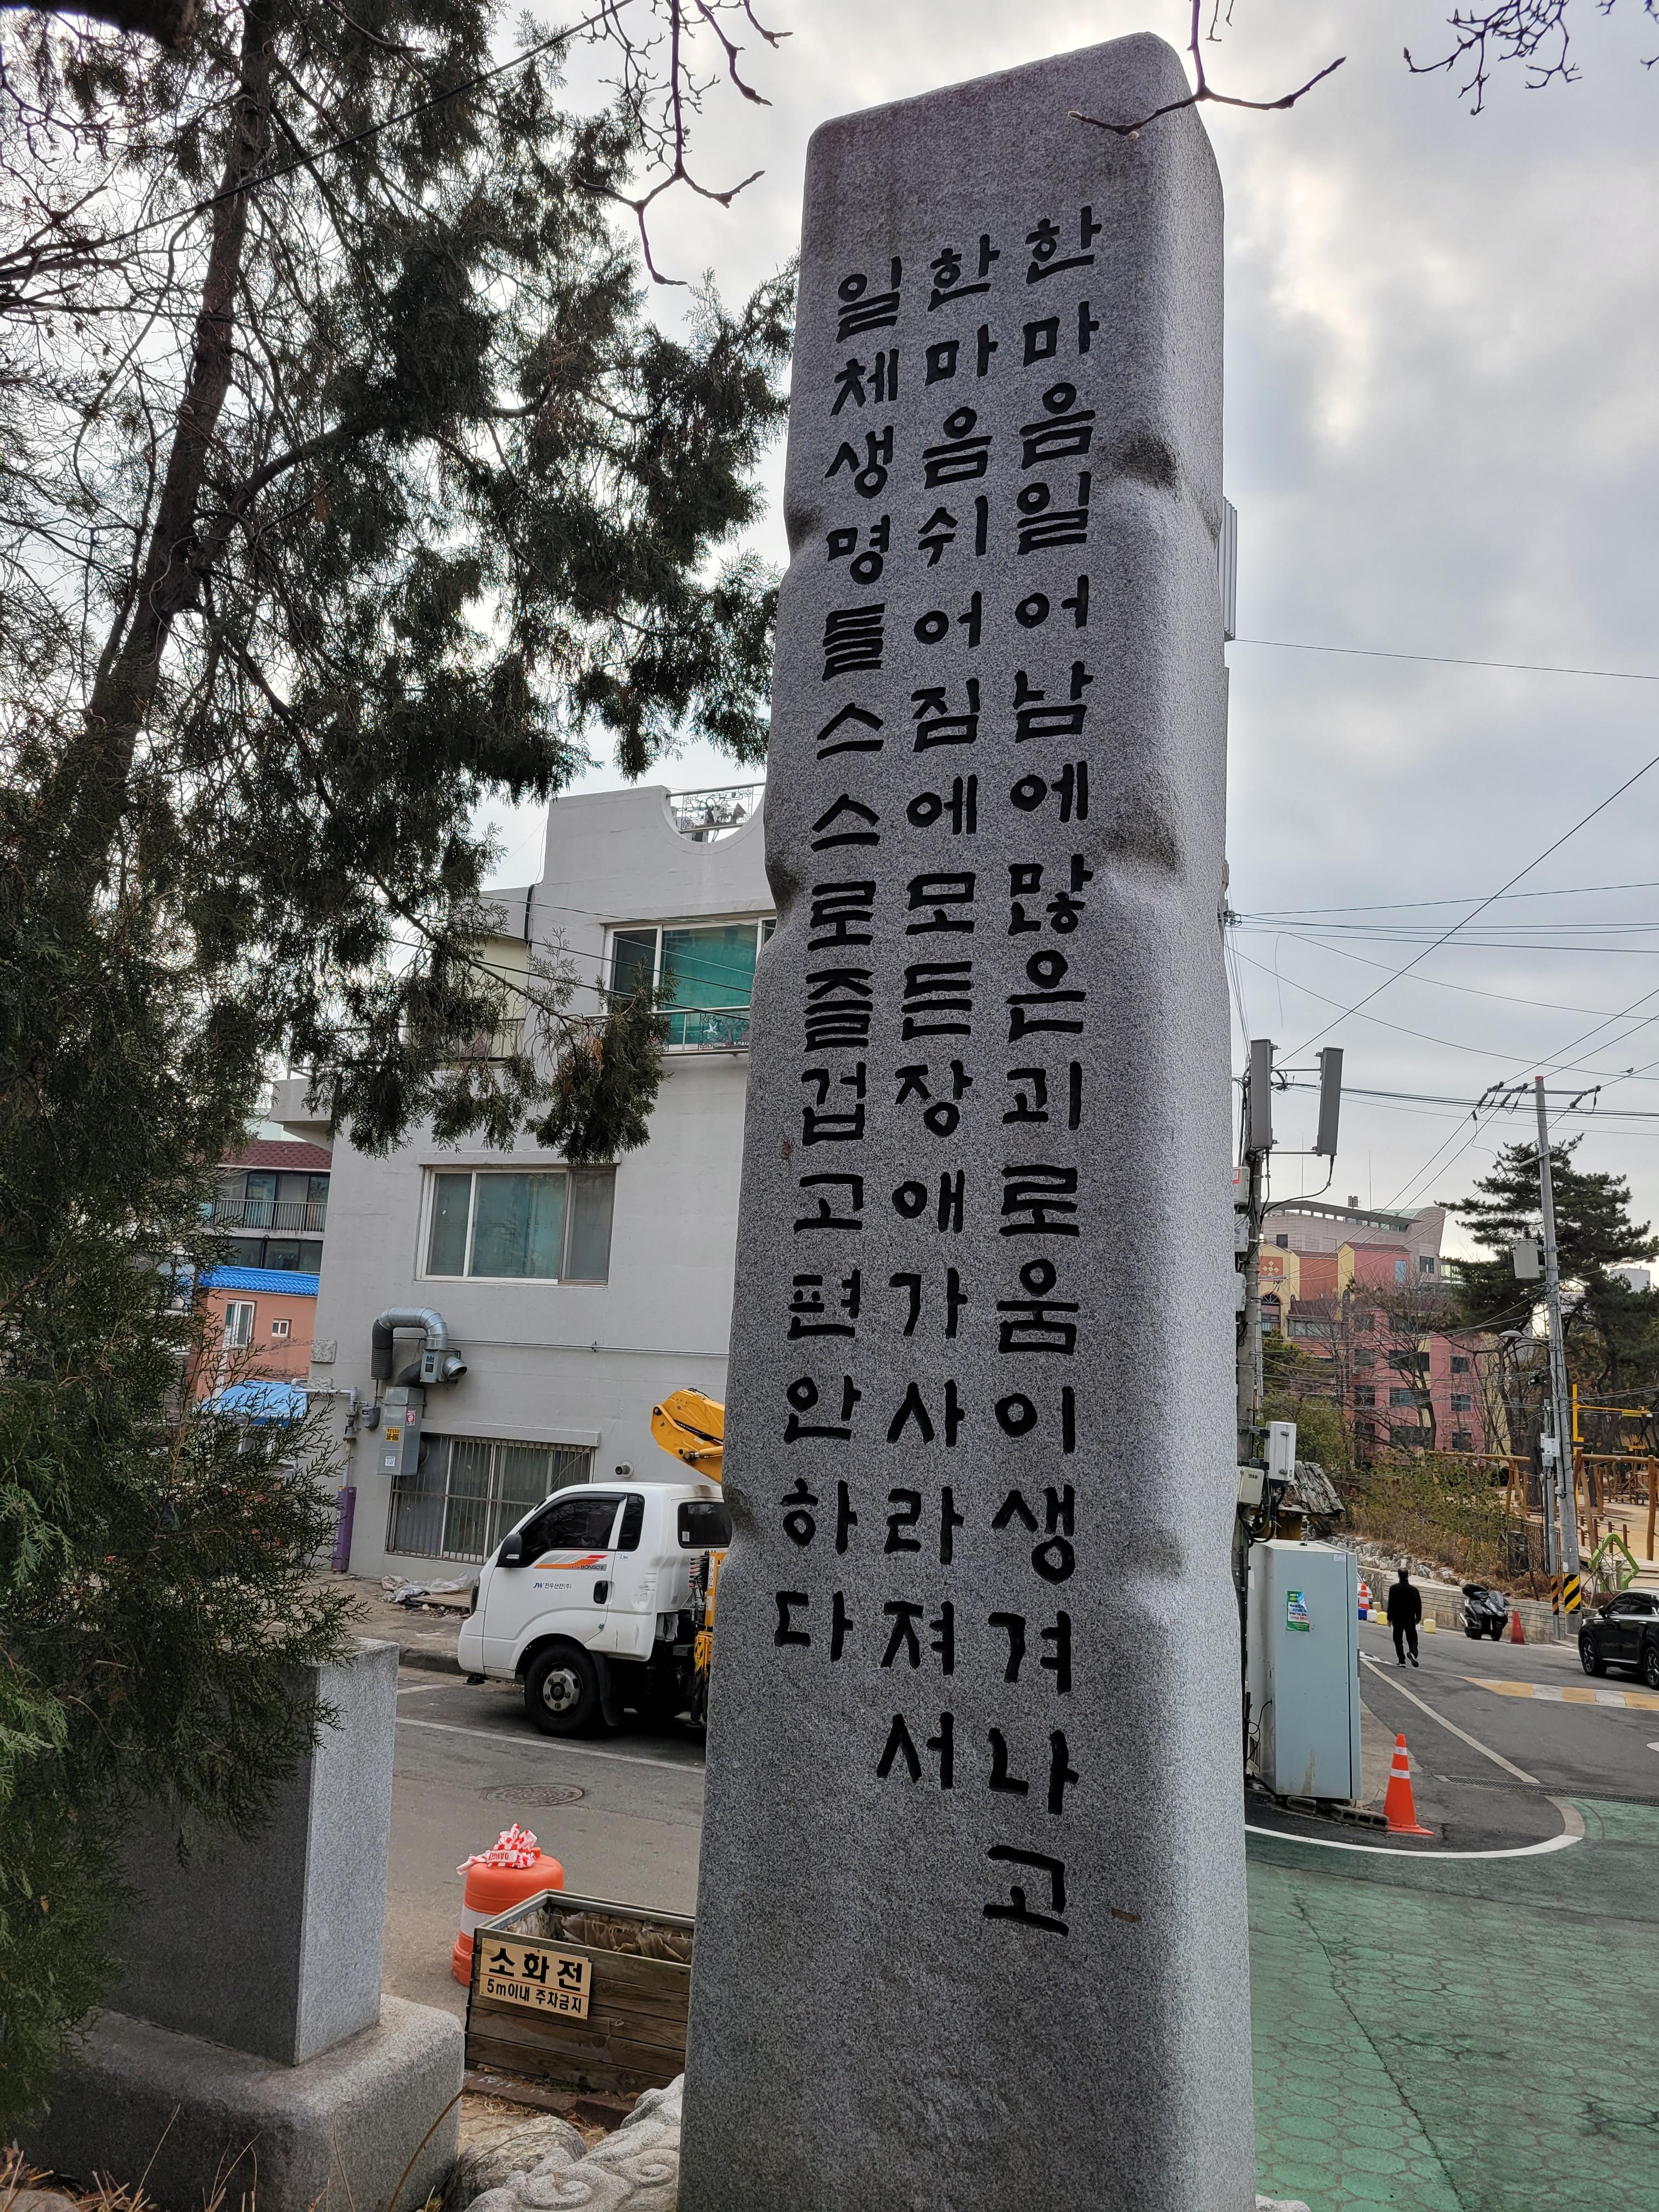 한마음일어남에많은괴로움이생겨나고
한마음쉬어짐에모든장애가사라져서
일체생명들스스로즐겁고편안하다
소화전
5m이내 주차금지